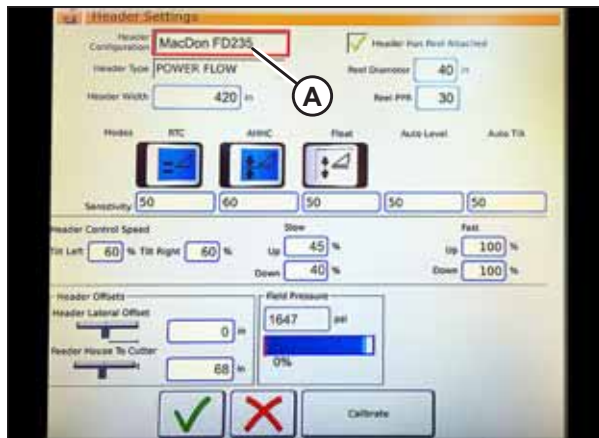 Header Settings
Header Configuration MacDon FD235 Header Has Reel Attached
Header Type POWER FLOW Reel Diameter 40 in
Header Width 420 in Reel PPR 30
A
Modes RTC AHHC Float Auto Level Auto Tilt
Sensitivity 50 60 50 50 50
Header Control Speed Slow Fast
Tilt Left 60 % Tilt Right 60 % Up 45 % Up 100 %
Down 40 % Down 100 %
Header Offsets Field Pressure
Header Lateral Offset 0 in 1647 psi
Feeder House To Cutter 68 in 0%
Calibrate